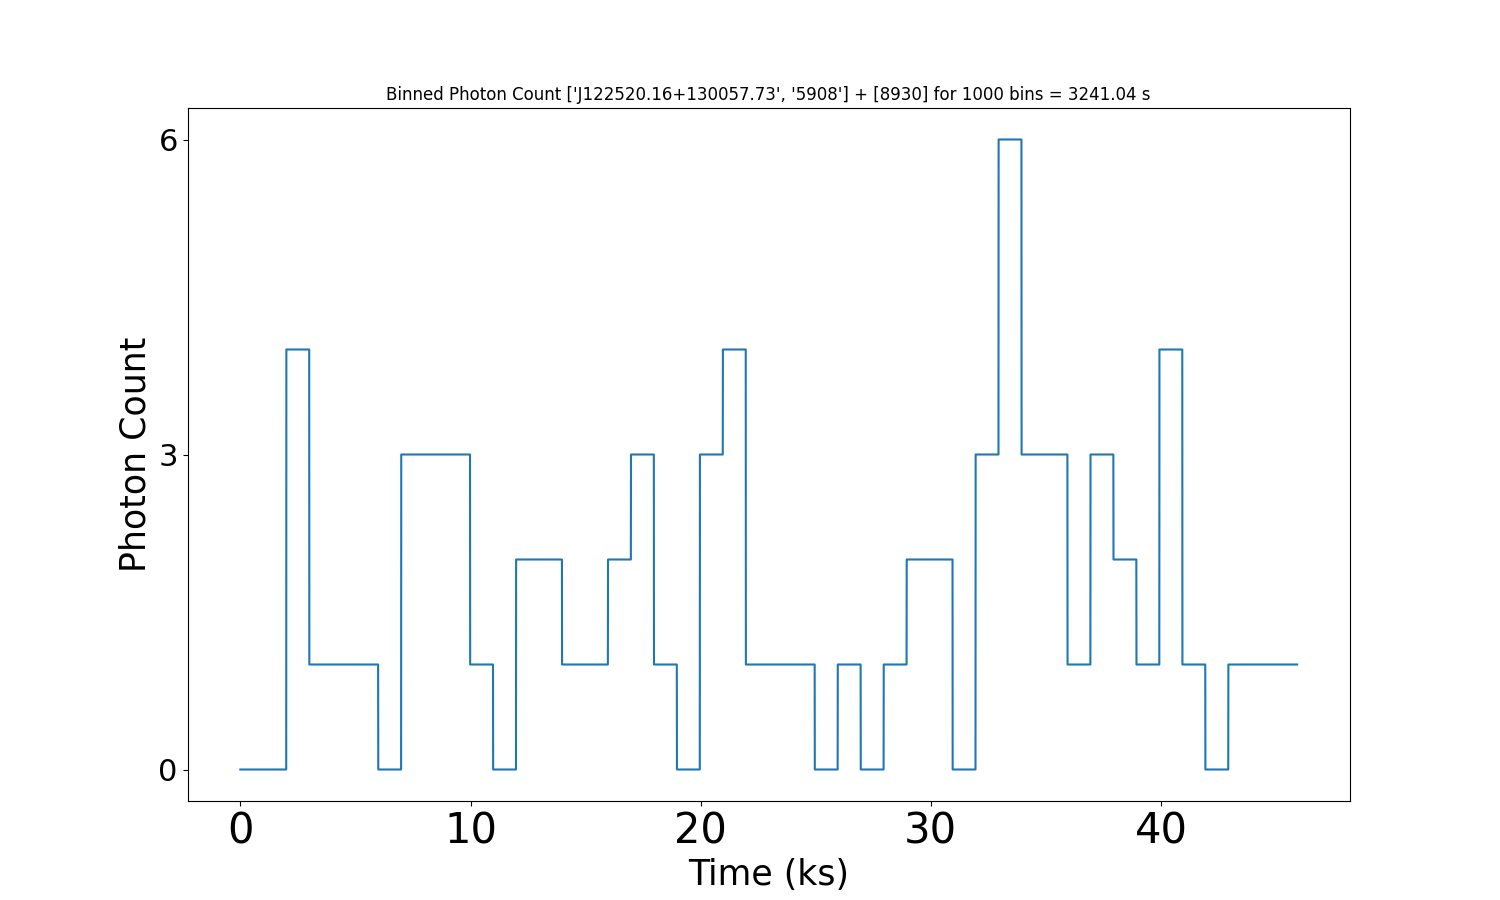 Binned Photon Count ['J122520.16+130057.73', '5908'] + [8930] for 1000 bins = 3241.04 s
6
3
0
Photon Count
0 10 20 30 40
Time (ks)